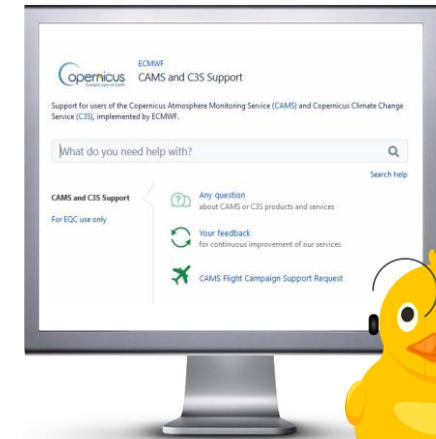 ECMWF
opernicus
CAMS and C3S Support
Support for users of the Copernicus Atmosphere Monitoring Service (CAMS) and Copernicus Climate Change
Service (C3S), implemented by ECMWF.
What do you need help with?
Search help
CAMS and C3S Support
For EQC use only
Any question
about CAMS or C3S products and services
Your feedback
for continuous improvement of our services
CAMS Flight Campaign Support Request